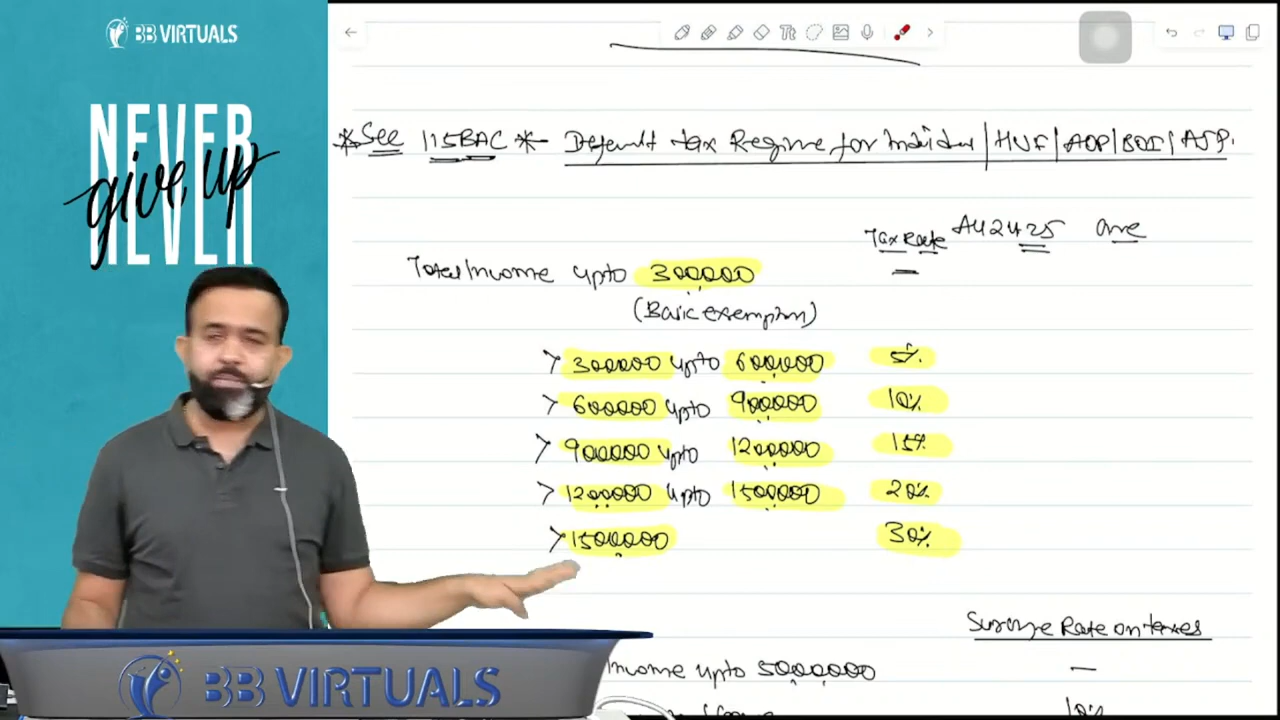 BB VIRTUALS
NEVER
give up
NEVER
*See 115BAC * Default tax Regime for Individual | HUF | AOP | BOI | AJP.
Tax Rate AY 24 25 are
Total Income upto 300000 —
(Basic exemption)
> 300000 upto 600000 5%
> 600000 upto 900000 10%
> 900000 upto 1200000 15%
> 1200000 upto 1500000 20%
> 1500000 30%
Surcharge Rate on taxes
Income upto 5000000 —
10%
BB VIRTUALS